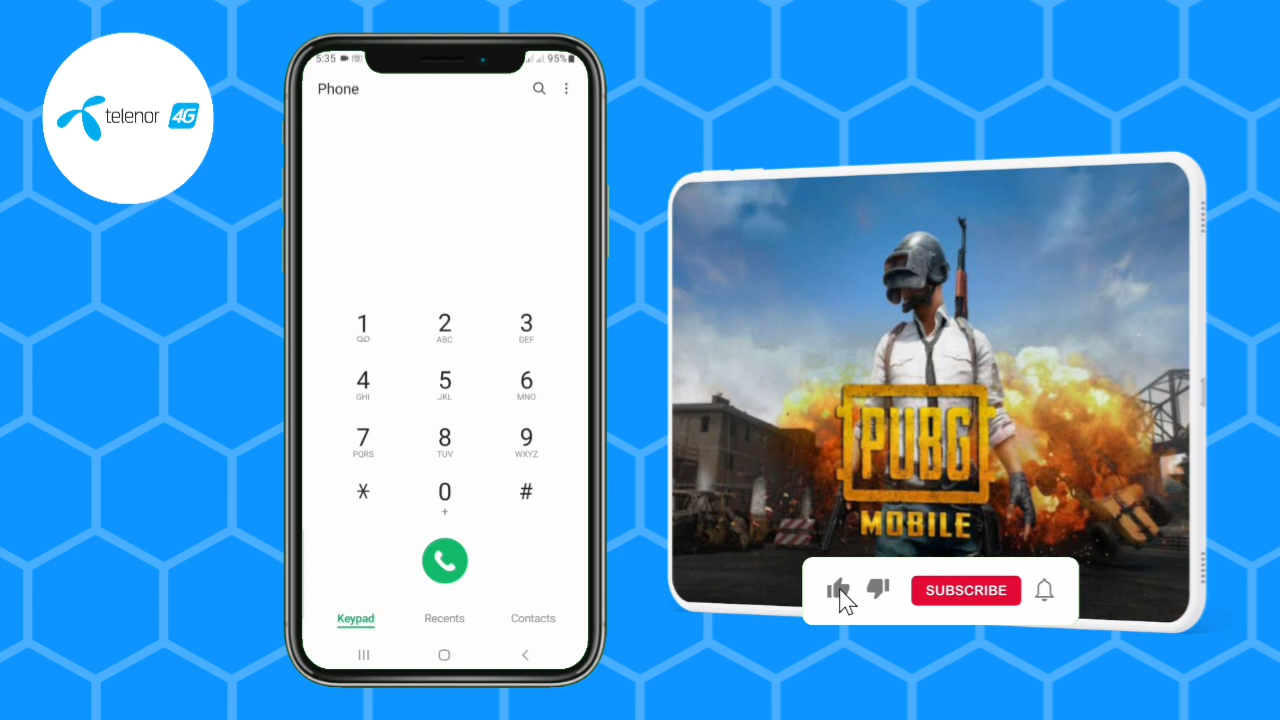 telenor 4G
5:35 95%
Phone
1 2 3
ABC DEF
4 5 6
GHI JKL MNO
7 8 9
PQRS TUV WXYZ
* 0 #
+
Keypad Recents Contacts
PUBG
MOBILE
SUBSCRIBE